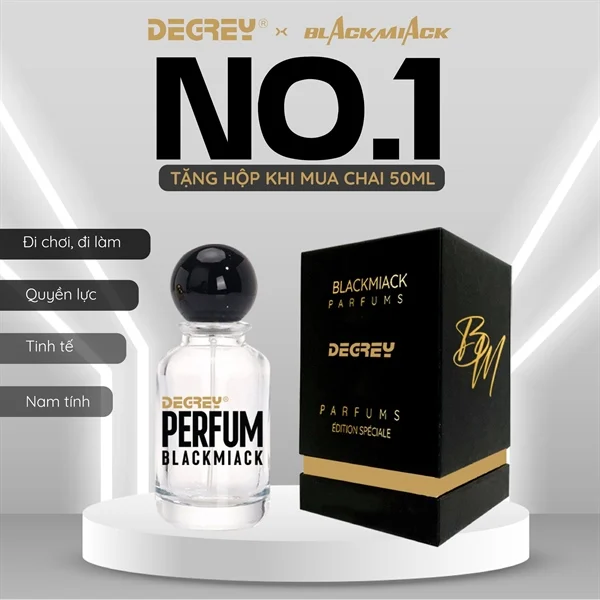 DEGREY® × BLACKMIACK
NO.1
TẶNG HỘP KHI MUA CHAI 50ML
Đi chơi, đi làm
Quyền lực
Tinh tế
Nam tính
DEGREY®
PERFUM
BLACKMIACK
BLACKMIACK
PARFUMS
DEGREY
PARFUMS
ÉDITION SPÉCIALE
BM